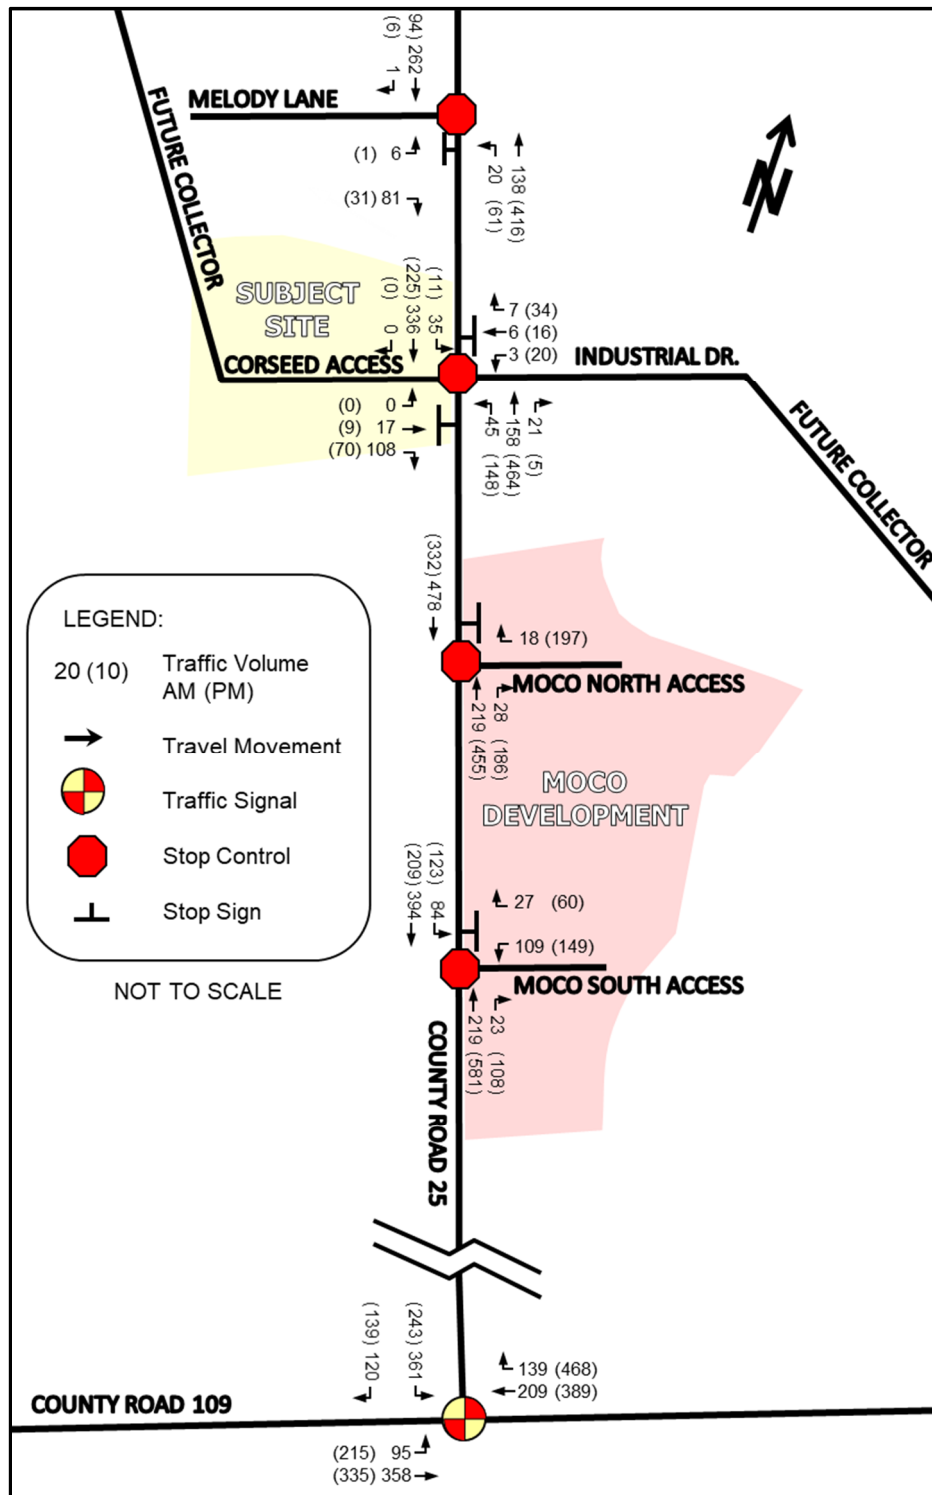 94) 262
(6) 1
MELODY LANE
FUTURE COLLECTOR
(1) 6
(31) 81
20 (61)
138 (416)
N
SUBJECT
SITE
(0) 0
(225) 336
(11) 35
7 (34)
6 (16)
3 (20)
CORSEED ACCESS
INDUSTRIAL DR.
(0) 0
(9) 17
(70) 108
45 (148)
158 (464)
21 (5)
FUTURE COLLECTOR
(332) 478
18 (197)
MOCO NORTH ACCESS
219 (455)
28 (186)
MOCO
DEVELOPMENT
LEGEND:
20 (10)
Traffic Volume
AM (PM)
Travel Movement
Traffic Signal
Stop Control
Stop Sign
NOT TO SCALE
(209) 394
(123) 84
27 (60)
109 (149)
MOCO SOUTH ACCESS
219 (581)
23 (108)
COUNTY ROAD 25
(139) 120
(243) 361
139 (468)
209 (389)
COUNTY ROAD 109
(215) 95
(335) 358